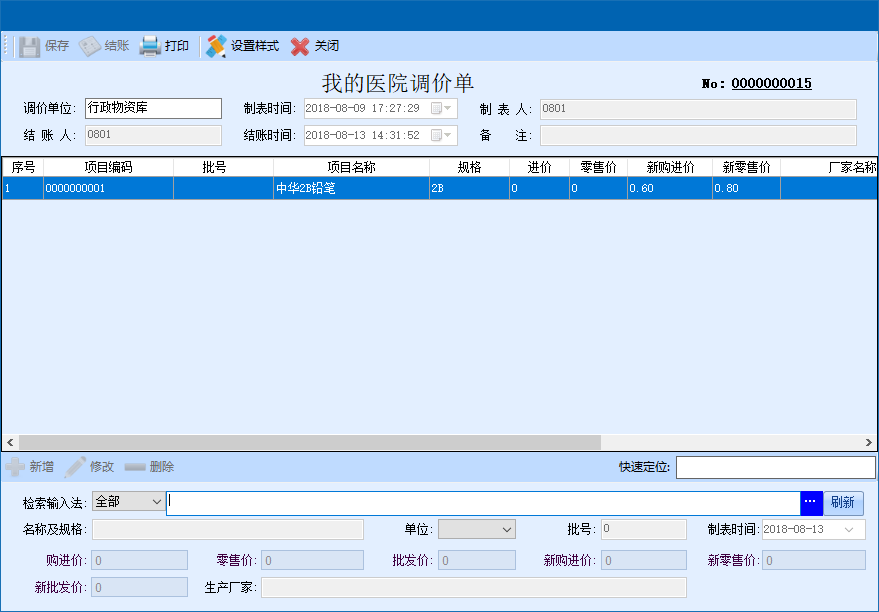 保存 结账 打印 设置样式 关闭
我的医院调价单
No: 0000000015
调价单位: 行政物资库 制表时间: 2018-08-09 17:27:29 制 表 人: 0801
结 账 人: 0801 结账时间: 2018-08-13 14:31:52 备 注:
序号 项目编码 批号 项目名称 规格 进价 零售价 新购进价 新零售价 厂家名称
1 0000000001 中华2B铅笔 2B 0 0 0.60 0.80
新增 修改 删除 快速定位:
检索输入法: 全部 ... 刷新
名称及规格: 单位: 批号: 0 制表时间: 2018-08-13
购进价: 0 零售价: 0 批发价: 0 新购进价: 0 新零售价: 0
新批发价: 0 生产厂家: